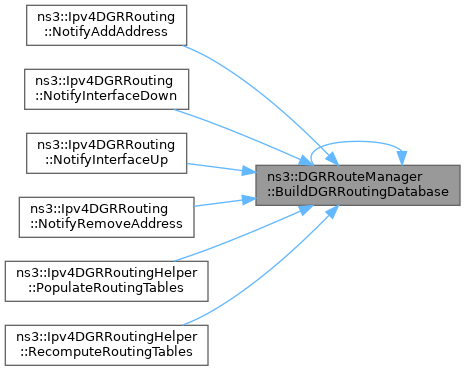 ns3::Ipv4DGRRouting
::NotifyAddAddress
ns3::Ipv4DGRRouting
::NotifyInterfaceDown
ns3::Ipv4DGRRouting
::NotifyInterfaceUp
ns3::DGRRouteManager
::BuildDGRRoutingDatabase
ns3::Ipv4DGRRouting
::NotifyRemoveAddress
ns3::Ipv4DGRRoutingHelper
::PopulateRoutingTables
ns3::Ipv4DGRRoutingHelper
::RecomputeRoutingTables